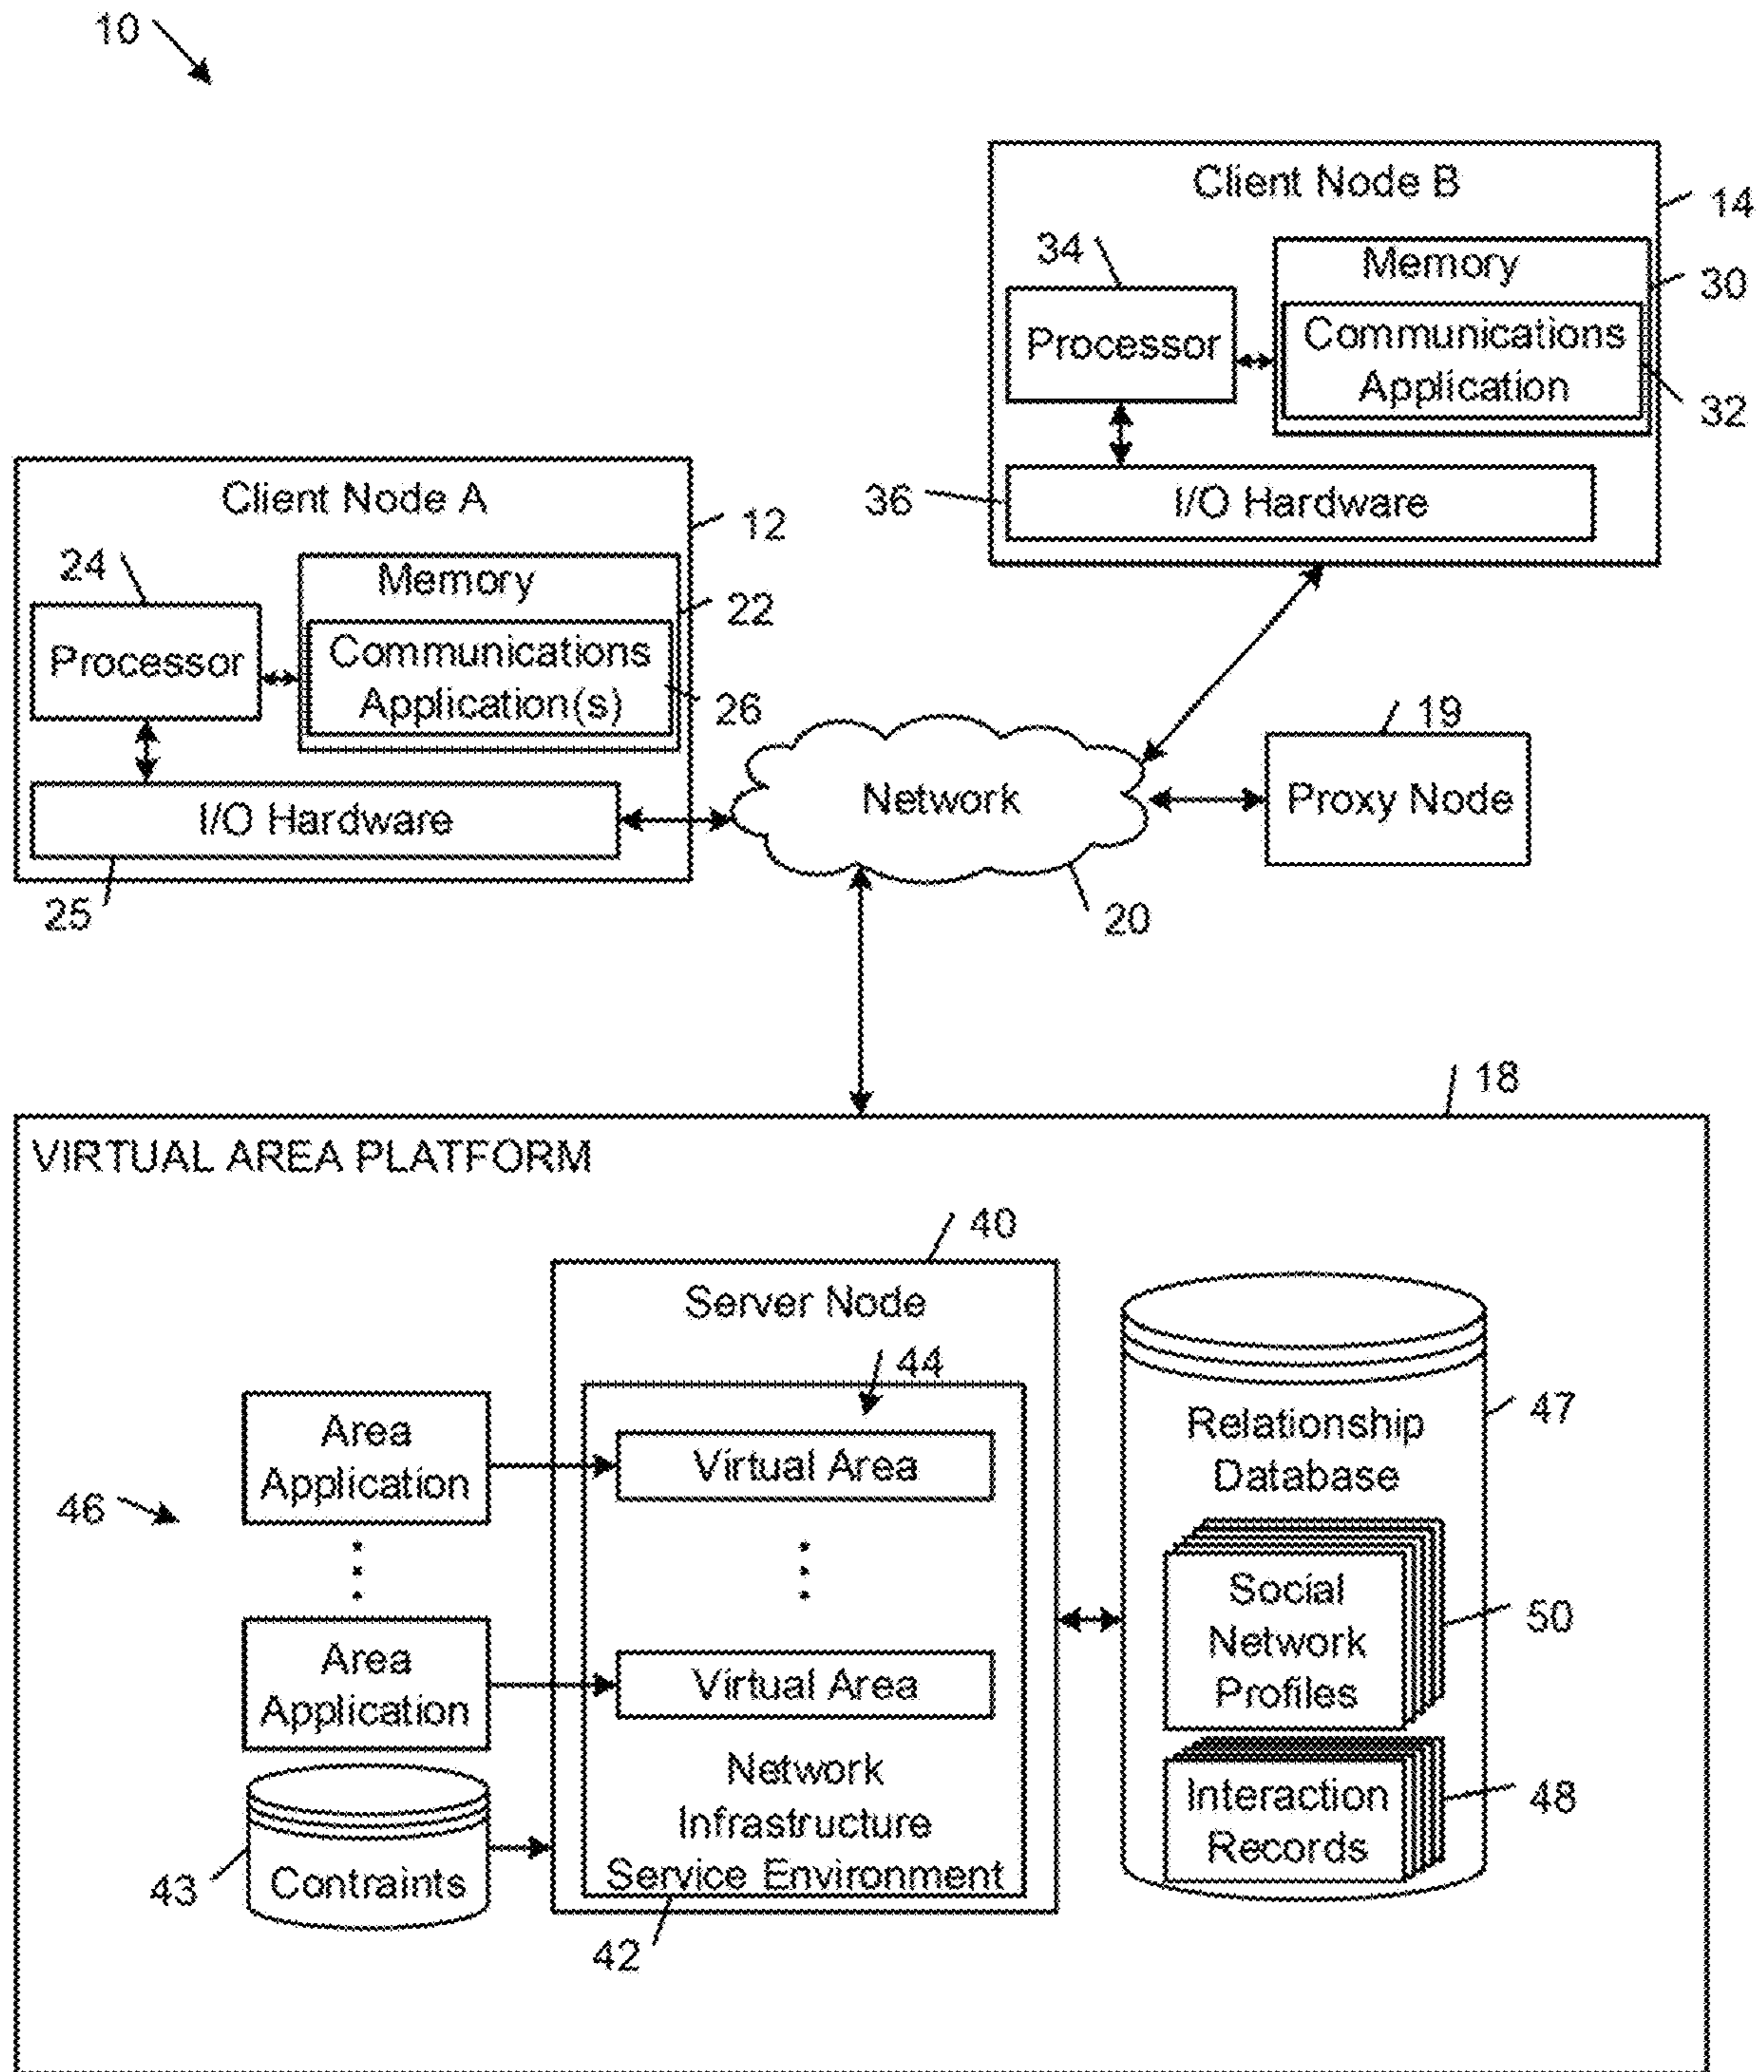 10
Client Node B
14
34
Memory
30
Processor
Communications
Application
32
36
I/O Hardware
Client Node A
12
24
Memory
22
Processor
Communications
Application(s)
26
I/O Hardware
25
Network
20
19
Proxy Node
18
VIRTUAL AREA PLATFORM
40
Server Node
44
Area
Application
Virtual Area
46
Area
Application
Virtual Area
Network
Infrastructure
Service Environment
42
Contraints
43
Relationship
Database
47
Social
Network
Profiles
50
Interaction
Records
48